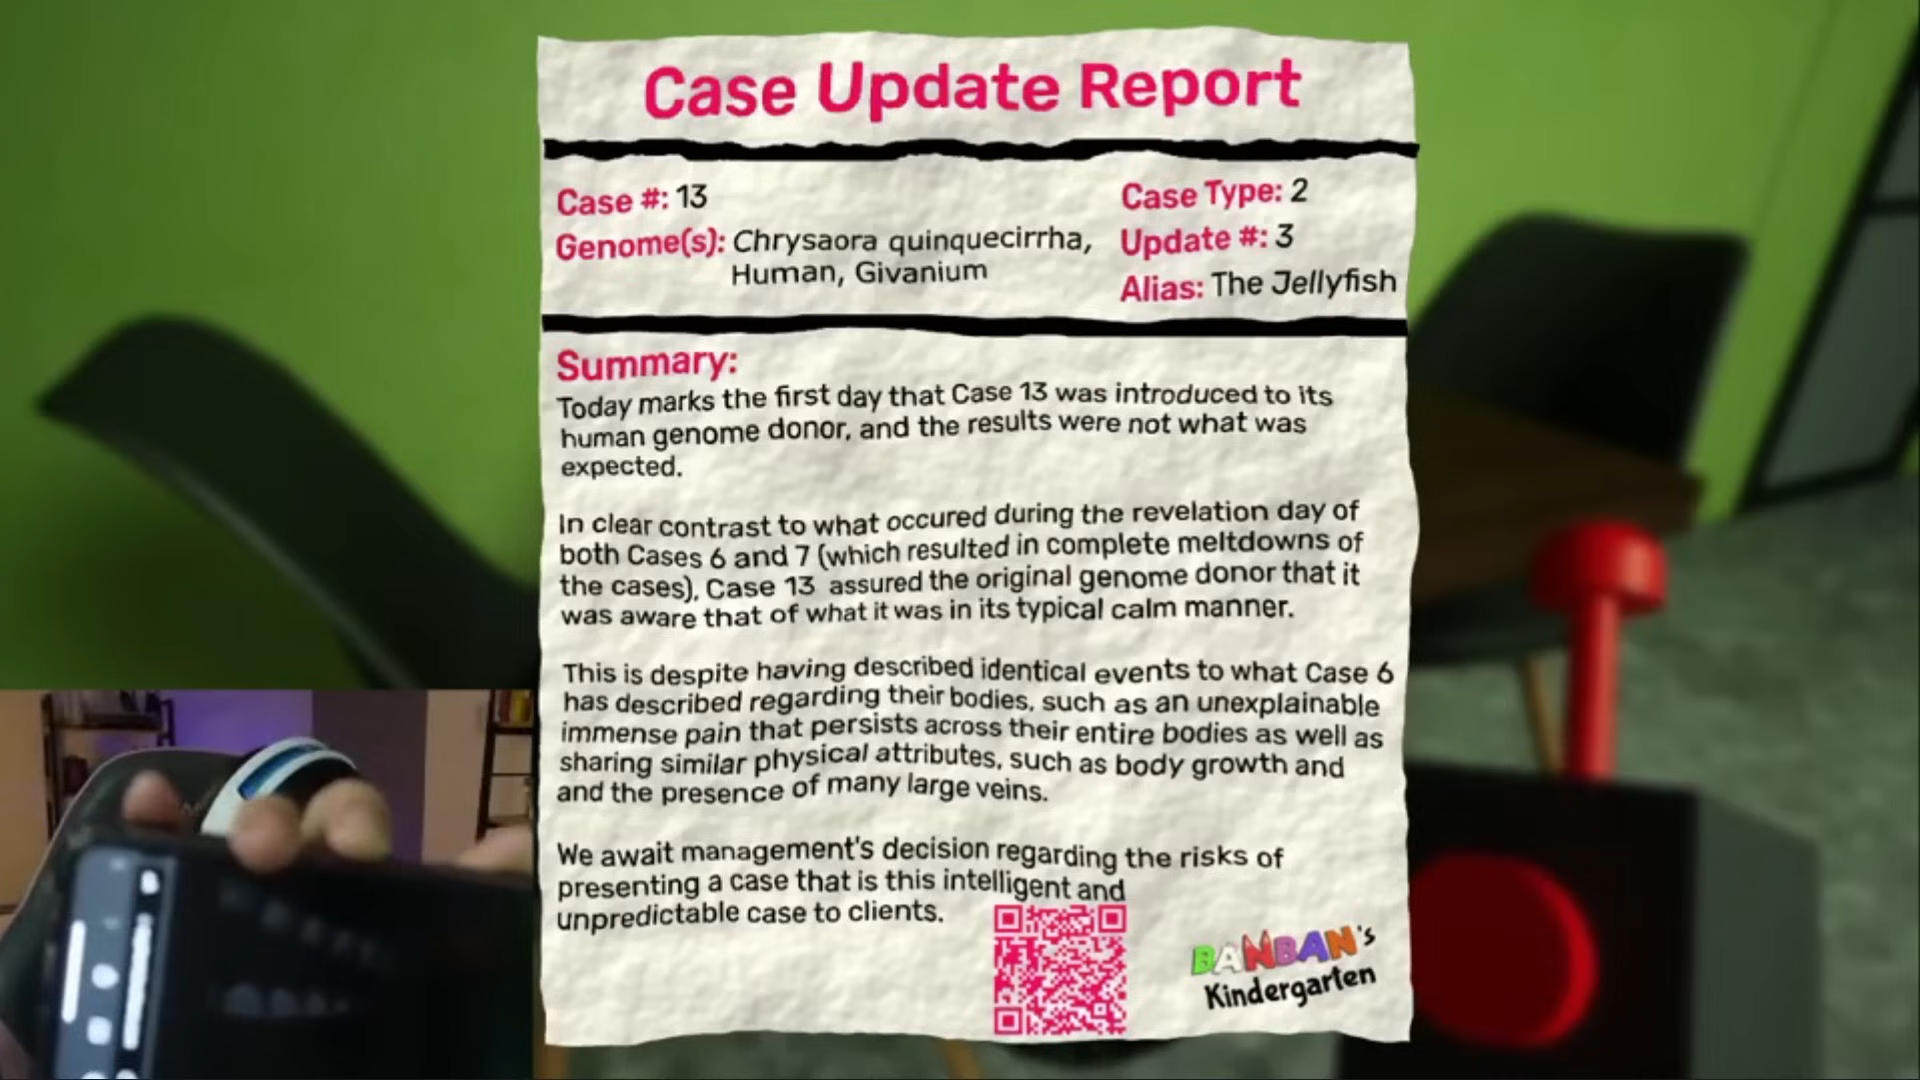 Case Update Report
Case #: 13
Case Type: 2
Genome(s): Chrysaora quinquecirrha,
Human, Givanium
Update #: 3
Alias: The Jellyfish
Summary:
Today marks the first day that Case 13 was introduced to its
human genome donor, and the results were not what was
expected.
In clear contrast to what occured during the revelation day of
both Cases 6 and 7 (which resulted in complete meltdowns of
the cases), Case 13 assured the original genome donor that it
was aware that of what it was in its typical calm manner.
This is despite having described identical events to what Case 6
has described regarding their bodies, such as an unexplainable
immense pain that persists across their entire bodies as well as
sharing similar physical attributes, such as body growth and
and the presence of many large veins.
We await management's decision regarding the risks of
presenting a case that is this intelligent and
unpredictable case to clients.
BANBAN's
Kindergarten